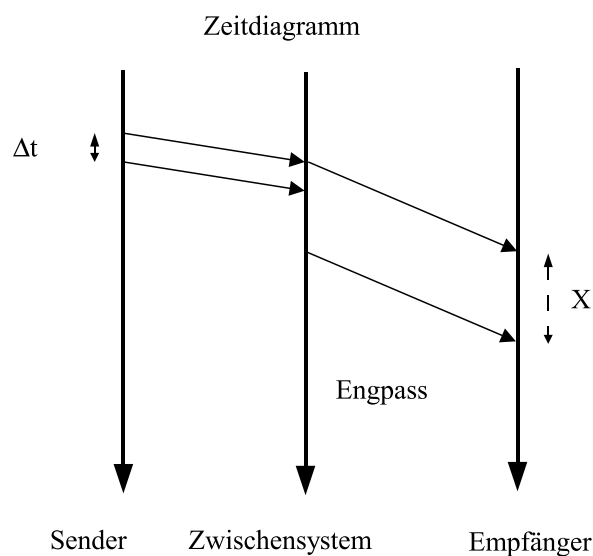 Zeitdiagramm
Δt
X
Engpass
Sender Zwischensystem Empfänger